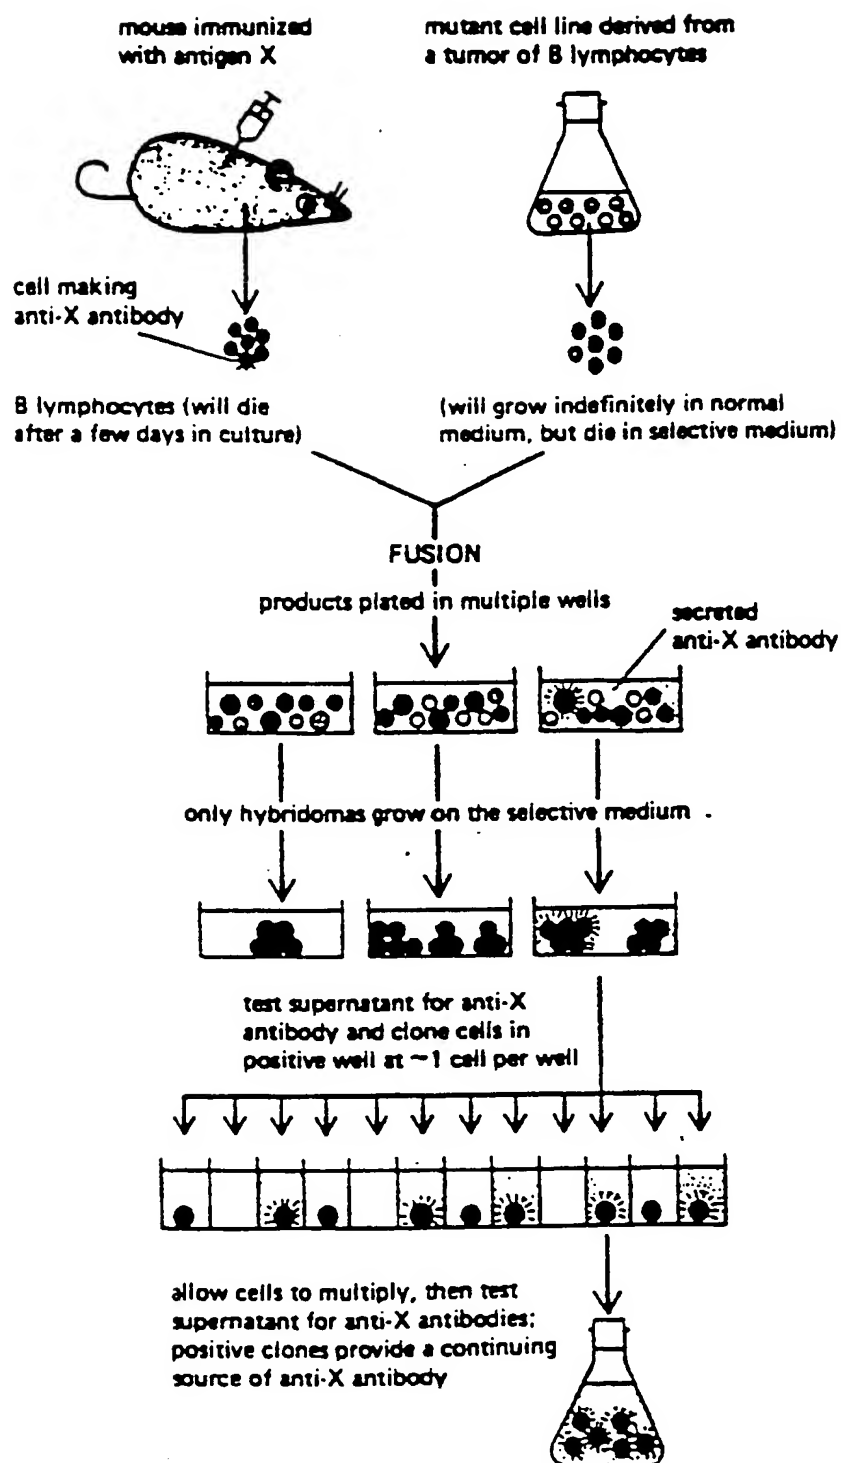 mouse immunized
with antigen X
mutant cell line derived from
a tumor of B lymphocytes
cell making
anti-X antibody
B lymphocytes (will die
after a few days in culture)
(will grow indefinitely in normal
medium, but die in selective medium)
FUSION
products plated in multiple wells
secreted
anti-X antibody
only hybridomas grow on the selective medium
test supernatant for anti-X
antibody and clone cells in
positive well at ~1 cell per well
allow cells to multiply, then test
supernatant for anti-X antibodies;
positive clones provide a continuing
source of anti-X antibody